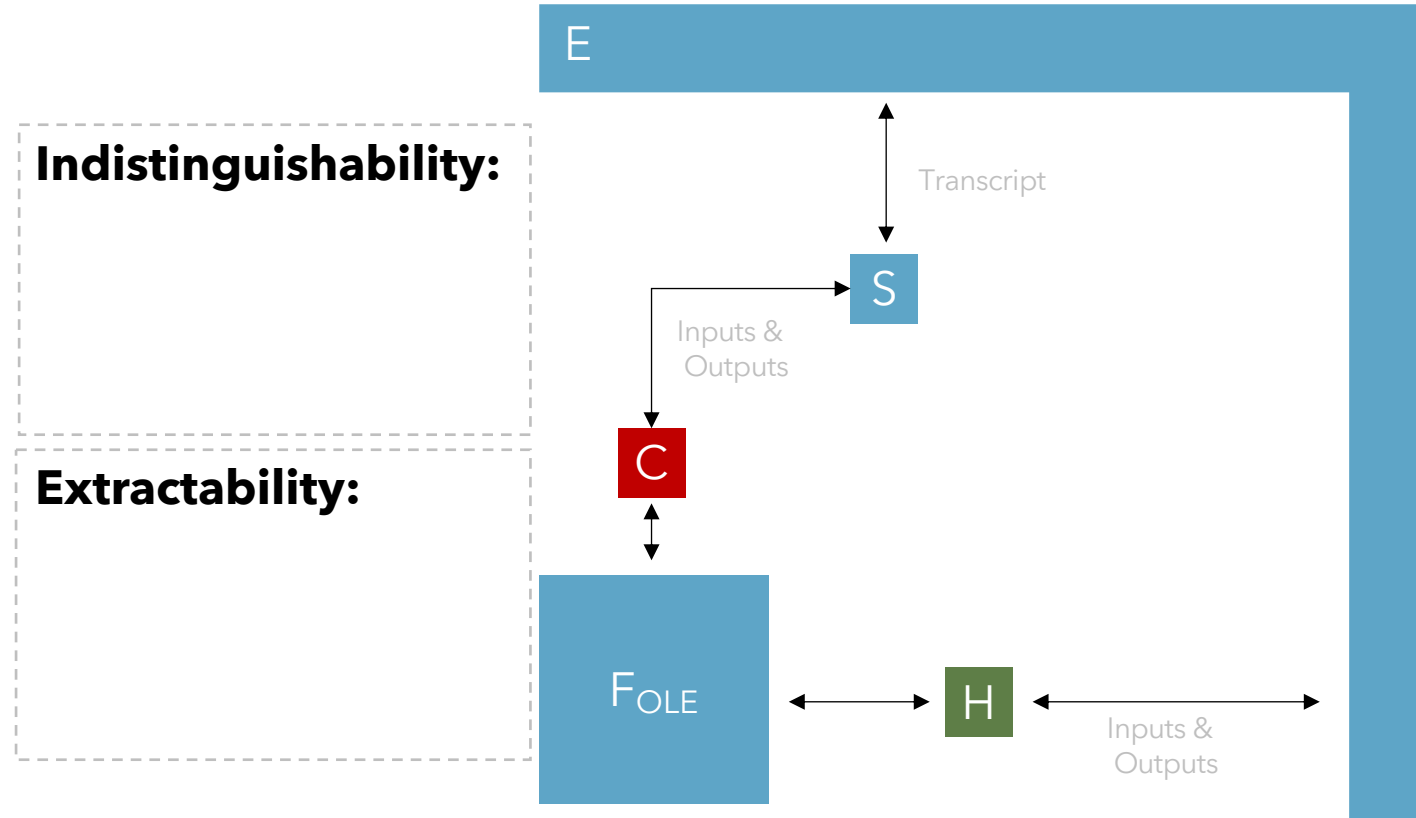 E
Indistinguishability:
Transcript
S
Inputs &
Outputs
C
Extractability:
FOLE
H
Inputs &
Outputs